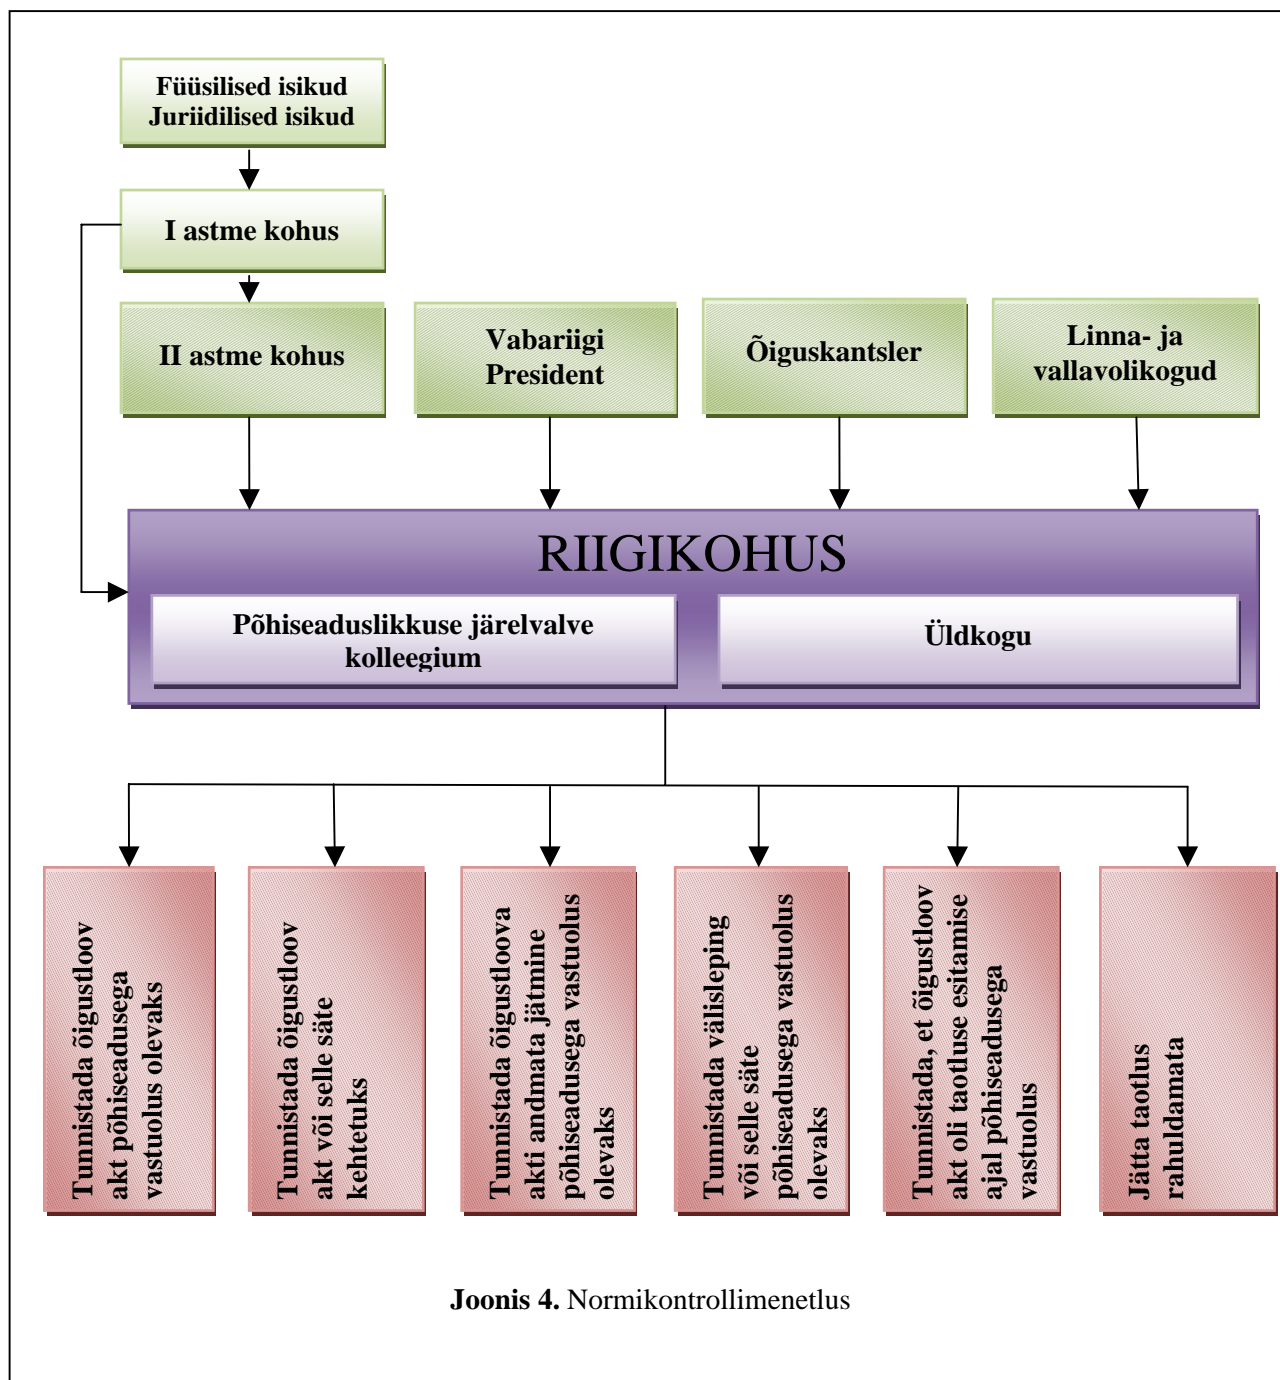 Füüsilised isikud
Juriidilised isikud
I astme kohus
II astme kohus
Vabariigi
President
Õiguskantsler
Linna- ja
vallavolikogud
RIIGIKOHUS
Põhiseaduslikkuse järelvalve
kolleegium
Üldkogu
Tunnistada õigustloov
akt põhiseadusega
vastuolus olevaks
Tunnistada õigustloov
akt või selle säte
kehtetuks
Tunnistada õigustloova
akti andmata jätmine
põhiseadusega vastuolus
olevaks
Tunnistada välisleping
või selle säte
põhiseadusega vastuolus
olevaks
Tunnistada, et õigustloov
akt oli taotluse esitamise
ajal põhiseadusega
vastuolus
Jätta taotlus
rahuldamata
Joonis 4. Normikontrollimenetlus